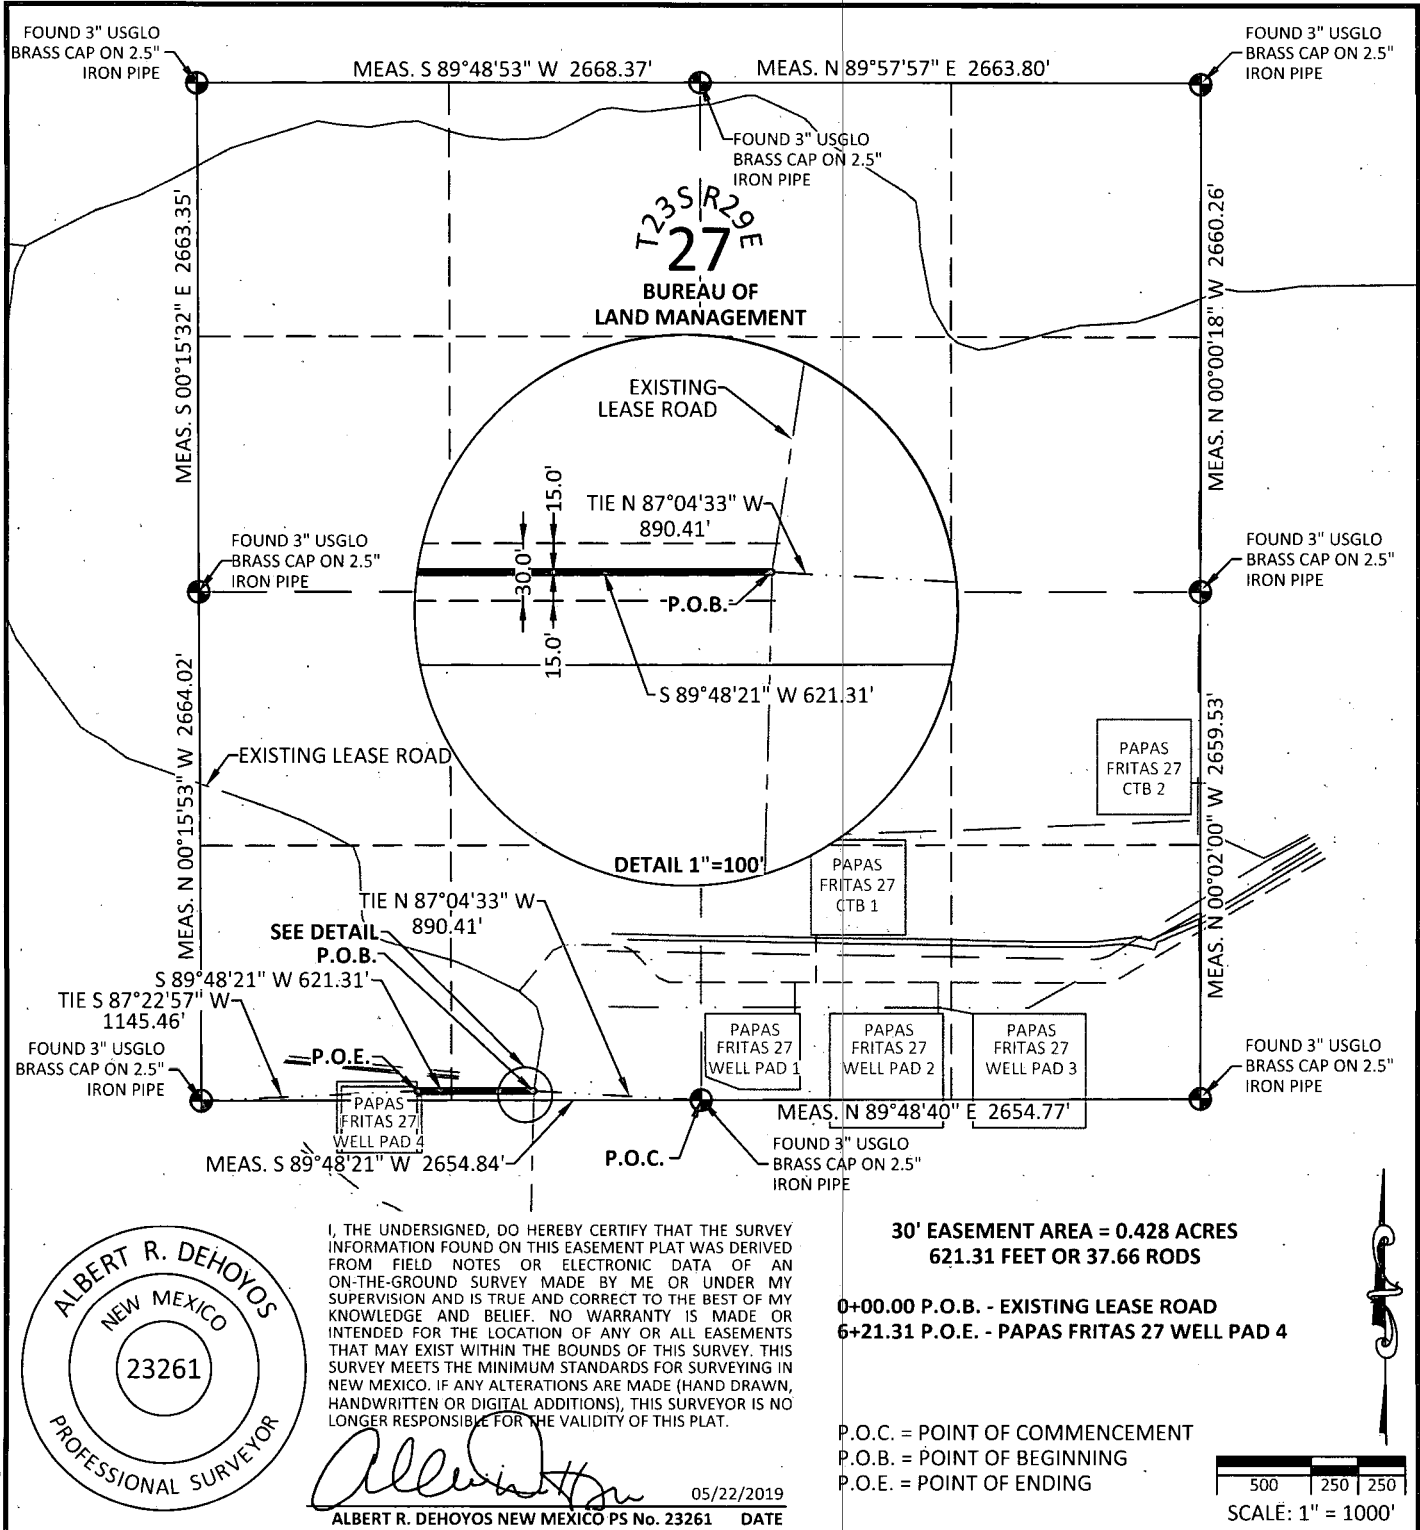 FOUND 3" USGLO
BRASS CAP ON 2.5"
IRON PIPE
MEAS. S 89°48'53" W 2668.37'
MEAS. N 89°57'57" E 2663.80'
FOUND 3" USGLO
BRASS CAP ON 2.5"
IRON PIPE
FOUND 3" USGLO
BRASS CAP ON 2.5"
IRON PIPE
MEAS. S 00°15'32" E 2663.35'
MEAS. N 00°00'18" W 2660.26'
T23S R29E
27
BUREAU OF
LAND MANAGEMENT
EXISTING
LEASE ROAD
15.0'
TIE N 87°04'33" W
890.41'
30.0'
P.O.B.
15.0'
S 89°48'21" W 621.31'
DETAIL 1"=100'
FOUND 3" USGLO
BRASS CAP ON 2.5"
IRON PIPE
FOUND 3" USGLO
BRASS CAP ON 2.5"
IRON PIPE
MEAS. N 00°15'53" W 2664.02'
MEAS. N 00°02'00" W 2659.53'
EXISTING LEASE ROAD
PAPAS
FRITAS 27
CTB 2
PAPAS
FRITAS 27
CTB 1
TIE N 87°04'33" W
890.41'
SEE DETAIL
P.O.B.
S 89°48'21" W 621.31'
TIE S 87°22'57" W
1145.46'
FOUND 3" USGLO
BRASS CAP ON 2.5"
IRON PIPE
P.O.E.
PAPAS
FRITAS 27
WELL PAD 4
PAPAS
FRITAS 27
WELL PAD 1
PAPAS
FRITAS 27
WELL PAD 2
PAPAS
FRITAS 27
WELL PAD 3
FOUND 3" USGLO
BRASS CAP ON 2.5"
IRON PIPE
MEAS. N 89°48'40" E 2654.77'
MEAS. S 89°48'21" W 2654.84'
P.O.C.
FOUND 3" USGLO
BRASS CAP ON 2.5"
IRON PIPE
ALBERT R. DEHOYOS
NEW MEXICO
23261
PROFESSIONAL SURVEYOR
I, THE UNDERSIGNED, DO HEREBY CERTIFY THAT THE SURVEY
INFORMATION FOUND ON THIS EASEMENT PLAT WAS DERIVED
FROM FIELD NOTES OR ELECTRONIC DATA OF AN
ON-THE-GROUND SURVEY MADE BY ME OR UNDER MY
SUPERVISION AND IS TRUE AND CORRECT TO THE BEST OF MY
KNOWLEDGE AND BELIEF. NO WARRANTY IS MADE OR
INTENDED FOR THE LOCATION OF ANY OR ALL EASEMENTS
THAT MAY EXIST WITHIN THE BOUNDS OF THIS SURVEY. THIS
SURVEY MEETS THE MINIMUM STANDARDS FOR SURVEYING IN
NEW MEXICO. IF ANY ALTERATIONS ARE MADE (HAND DRAWN,
HANDWRITTEN OR DIGITAL ADDITIONS), THIS SURVEYOR IS NO
LONGER RESPONSIBLE FOR THE VALIDITY OF THIS PLAT.
05/22/2019
ALBERT R. DEHOYOS NEW MEXICO PS No. 23261 DATE
30' EASEMENT AREA = 0.428 ACRES
621.31 FEET OR 37.66 RODS
0+00.00 P.O.B. - EXISTING LEASE ROAD
6+21.31 P.O.E. - PAPAS FRITAS 27 WELL PAD 4
P.O.C. = POINT OF COMMENCEMENT
P.O.B. = POINT OF BEGINNING
P.O.E. = POINT OF ENDING
500 250 250
SCALE: 1" = 1000'